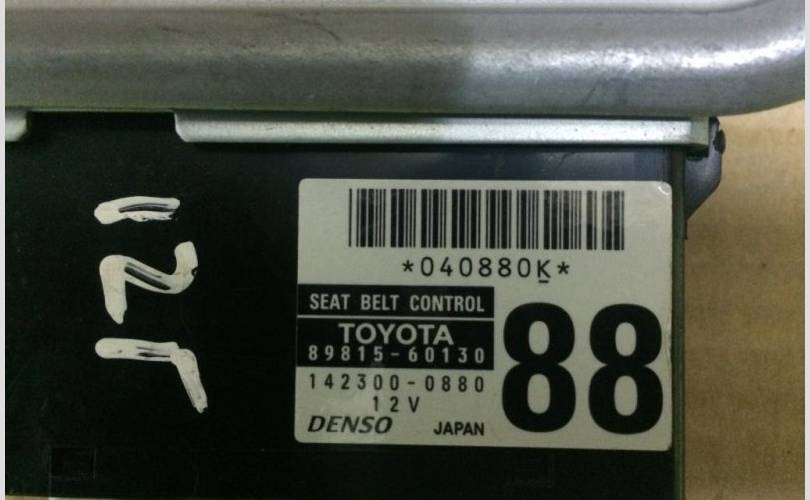 *040880K*
SEAT BELT CONTROL
TOYOTA
89815-60130
142300-0880
12V
DENSO JAPAN
88